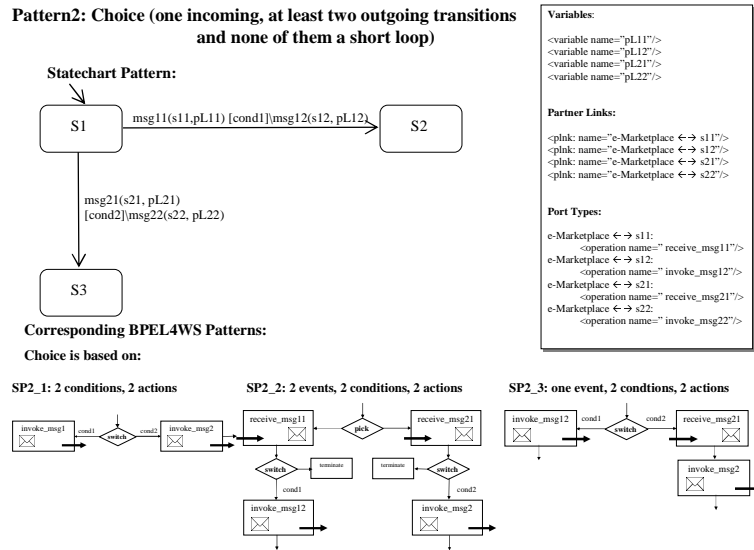 Pattern2: Choice (one incoming, at least two outgoing transitions
and none of them a short loop)
Statechart Pattern:
S1
msg11(s11,pL11) [cond1]\msg12(s12, pL12)
S2
msg21(s21, pL21)
[cond2]\msg22(s22, pL22)
S3
Variables:
<variable name="pL11"/>
<variable name="pL12"/>
<variable name="pL21"/>
<variable name="pL22"/>
Partner Links:
<plnk: name="e-Marketplace ←→ s11"/>
<plnk: name="e-Marketplace ←→ s12"/>
<plnk: name="e-Marketplace ←→ s21"/>
<plnk: name="e-Marketplace ←→ s22"/>
Port Types:
e-Marketplace ←→ s11:
<operation name=" receive_msg11"/>
e-Marketplace ←→ s12:
<operation name=" invoke_msg12"/>
e-Marketplace ←→ s21:
<operation name=" receive_msg21"/>
e-Marketplace ←→ s22:
<operation name=" invoke_msg22"/>
Corresponding BPEL4WS Patterns:
Choice is based on:
SP2_1: 2 conditions, 2 actions
invoke_msg1
cond1
switch
cond2
invoke_msg2
SP2_2: 2 events, 2 conditions, 2 actions
receive_msg11
pick
receive_msg21
switch
terminate
terminate
switch
cond1
cond2
invoke_msg12
invoke_msg2
SP2_3: one event, 2 condtions, 2 actions
invoke_msg12
cond1
switch
cond2
receive_msg21
invoke_msg2